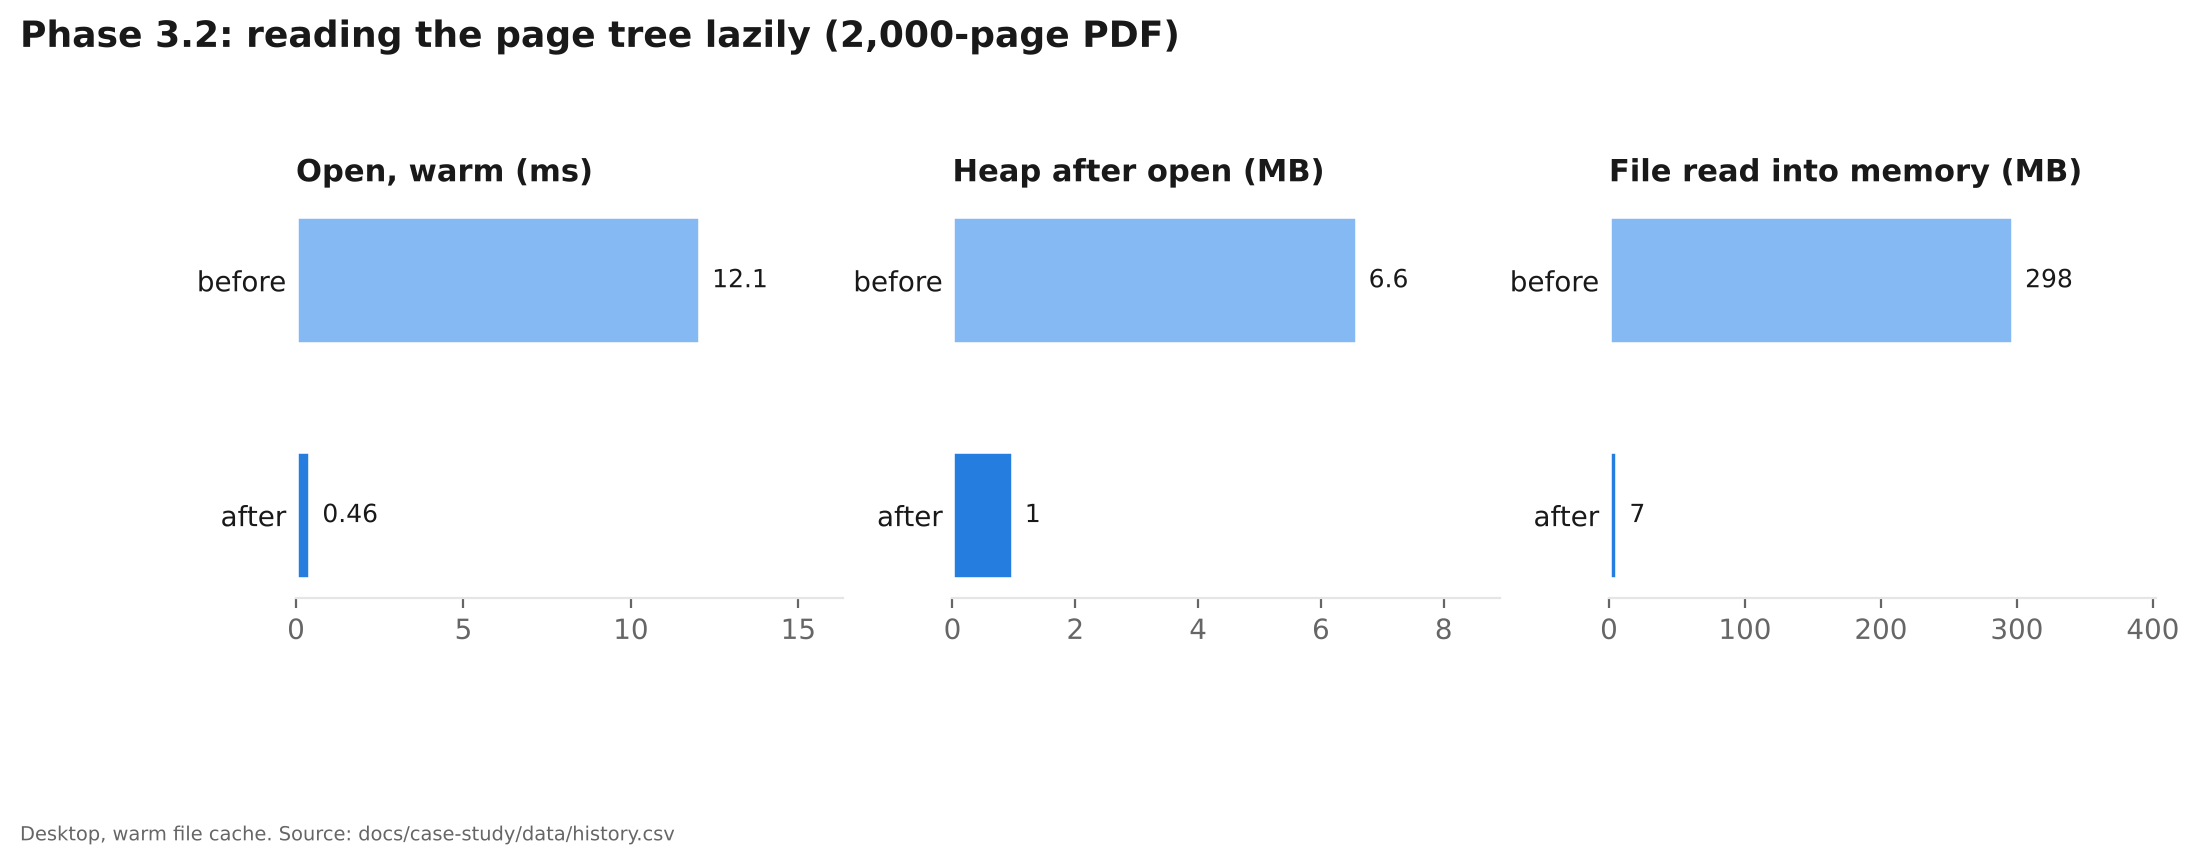 Phase 3.2: reading the page tree lazily (2,000-page PDF)
Open, warm (ms)
before 12.1
after 0.46
0 5 10 15
Heap after open (MB)
before 6.6
after 1
0 2 4 6 8
File read into memory (MB)
before 298
after 7
0 100 200 300 400
Desktop, warm file cache. Source: docs/case-study/data/history.csv